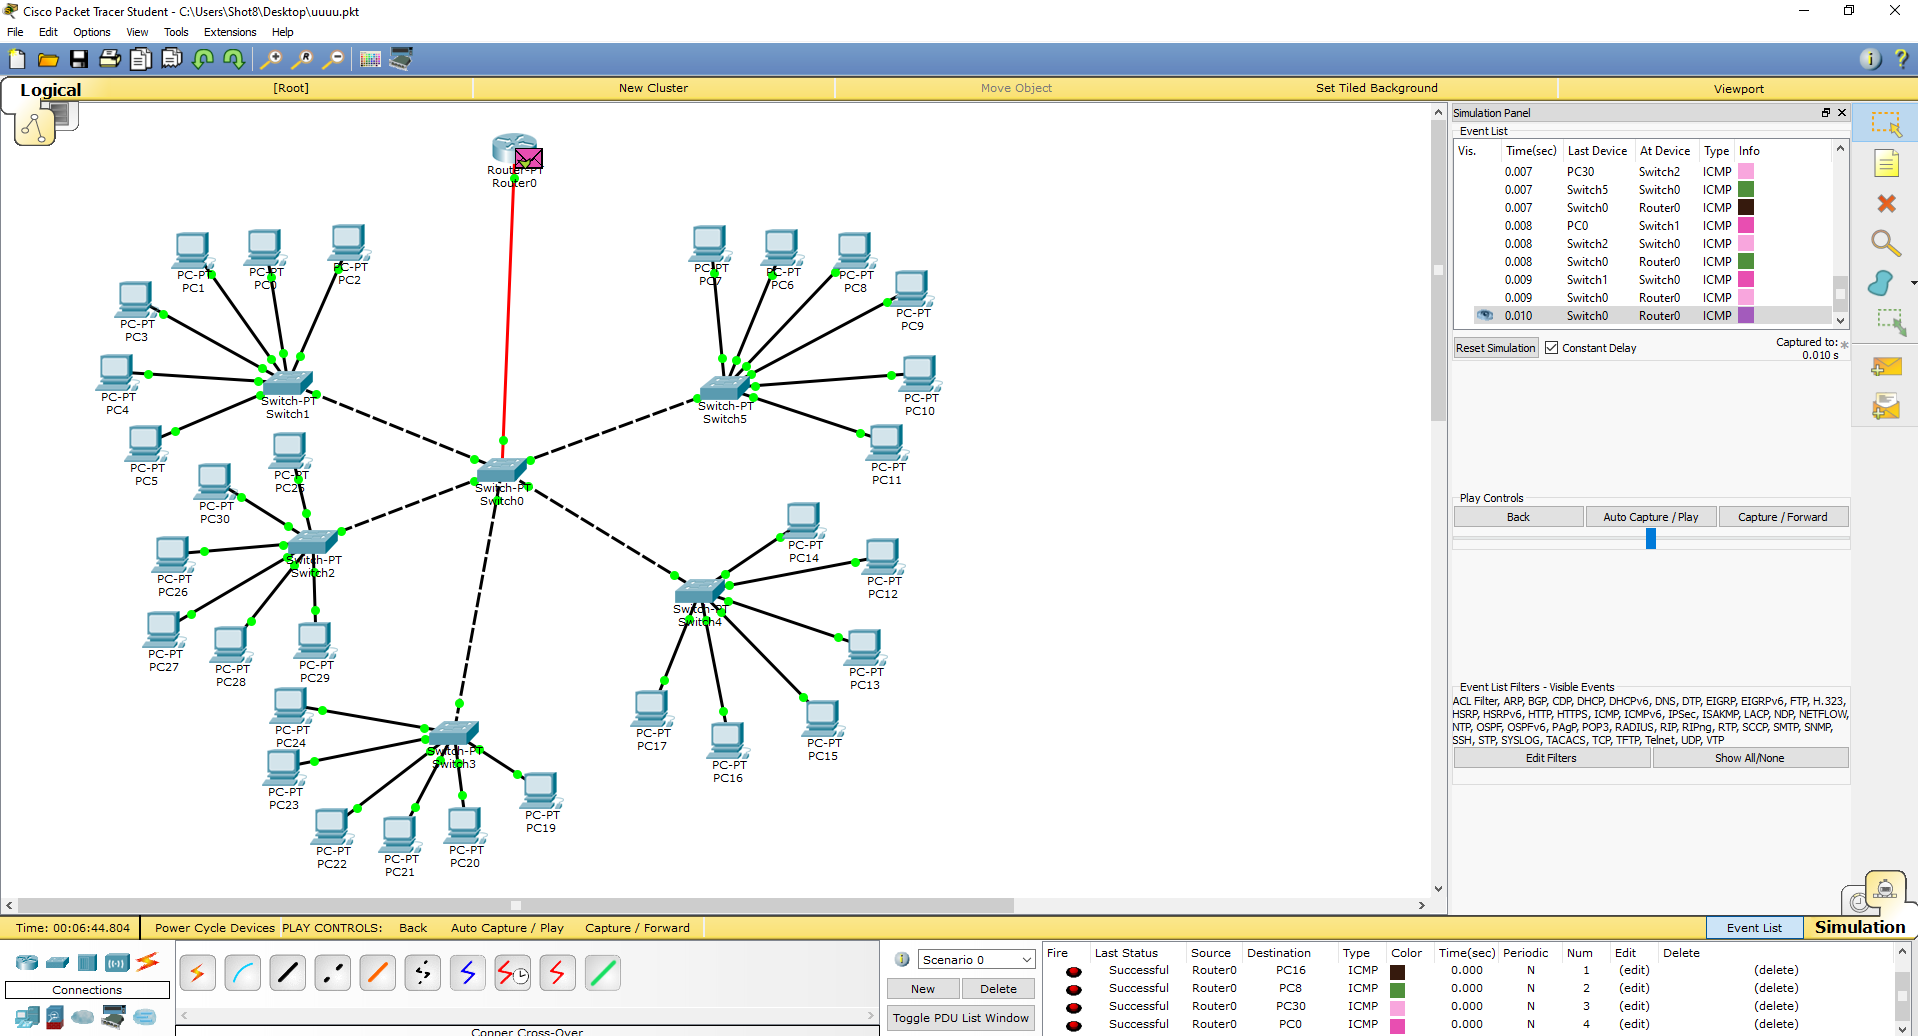 Cisco Packet Tracer Student - C:\Users\Shot8\Desktop\uuuu.pkt
File Edit Options View Tools Extensions Help
Logical [Root] New Cluster Move Object Set Tiled Background Viewport
Router-PT
Router0
PC-PT
PC1
PC-PT
PC0
PC-PT
PC2
PC-PT
PC3
PC-PT
PC4
PC-PT
PC5
Switch-PT
Switch1
PC-PT
PC7
PC-PT
PC6
PC-PT
PC8
PC-PT
PC9
PC-PT
PC10
PC-PT
PC11
Switch-PT
Switch5
Switch-PT
Switch0
PC-PT
PC25
PC-PT
PC30
PC-PT
PC26
PC-PT
PC27
PC-PT
PC28
PC-PT
PC29
Switch-PT
Switch2
PC-PT
PC14
PC-PT
PC12
PC-PT
PC13
PC-PT
PC15
PC-PT
PC16
PC-PT
PC17
Switch-PT
Switch4
PC-PT
PC24
PC-PT
PC23
PC-PT
PC22
PC-PT
PC21
PC-PT
PC20
PC-PT
PC19
Switch-PT
Switch3
Simulation Panel
Event List
Vis. Time(sec) Last Device At Device Type Info
0.007 PC30 Switch2 ICMP
0.007 Switch5 Switch0 ICMP
0.007 Switch0 Router0 ICMP
0.008 PC0 Switch1 ICMP
0.008 Switch2 Switch0 ICMP
0.008 Switch0 Router0 ICMP
0.009 Switch1 Switch0 ICMP
0.009 Switch0 Router0 ICMP
0.010 Switch0 Router0 ICMP
Reset Simulation Constant Delay Captured to: *
0.010 s
Play Controls
Back Auto Capture / Play Capture / Forward
Event List Filters - Visible Events
ACL Filter, ARP, BGP, CDP, DHCP, DHCPv6, DNS, DTP, EIGRP, EIGRPv6, FTP, H.323,
HSRP, HSRPv6, HTTP, HTTPS, ICMP, ICMPv6, IPSec, ISAKMP, LACP, NDP, NETFLOW,
NTP, OSPF, OSPFv6, PAgP, POP3, RADIUS, RIP, RIPng, RTP, SCCP, SMTP, SNMP,
SSH, STP, SYSLOG, TACACS, TCP, TFTP, Telnet, UDP, VTP
Edit Filters Show All/None
Time: 00:06:44.804 Power Cycle Devices PLAY CONTROLS: Back Auto Capture / Play Capture / Forward Event List Simulation
Connections
Copper Cross-Over
Scenario 0
New Delete
Toggle PDU List Window
Fire Last Status Source Destination Type Color Time(sec) Periodic Num Edit Delete
Successful Router0 PC16 ICMP 0.000 N 1 (edit) (delete)
Successful Router0 PC8 ICMP 0.000 N 2 (edit) (delete)
Successful Router0 PC30 ICMP 0.000 N 3 (edit) (delete)
Successful Router0 PC0 ICMP 0.000 N 4 (edit) (delete)